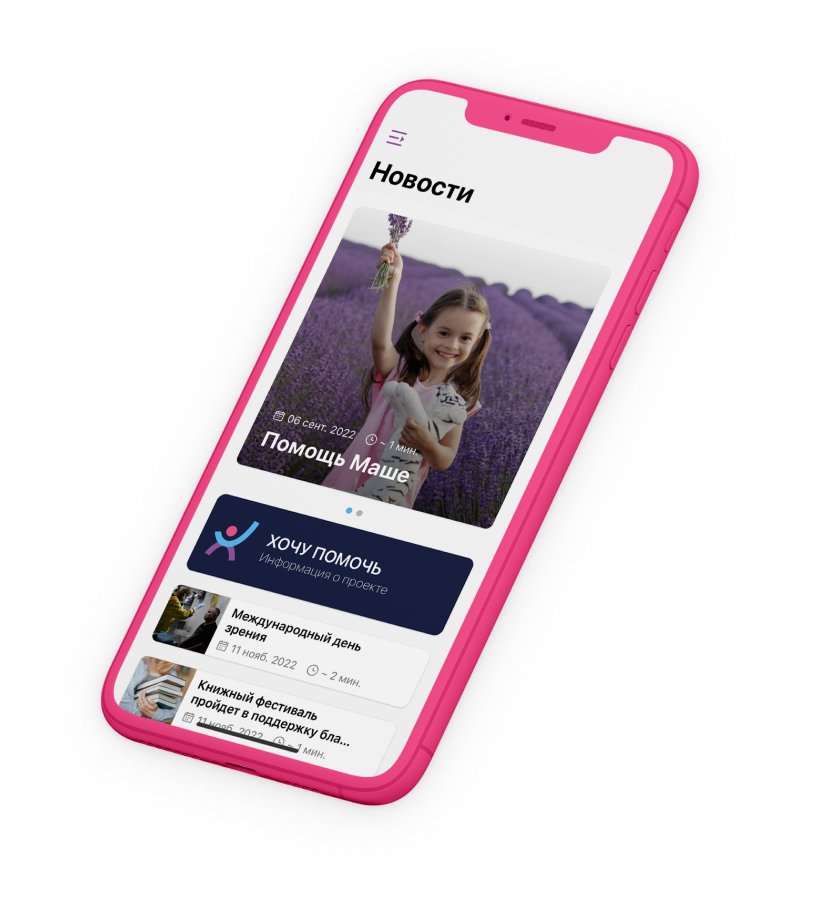 Новости
06 сент. 2022 ~ 1 мин.
Помощь Маше
ХОЧУ ПОМОЧЬ
Информация о проекте
Международный день
зрения
11 нояб. 2022 ~ 2 мин.
Книжный фестиваль
пройдет в поддержку бла...
11 нояб. 2022 ~ 1 мин.